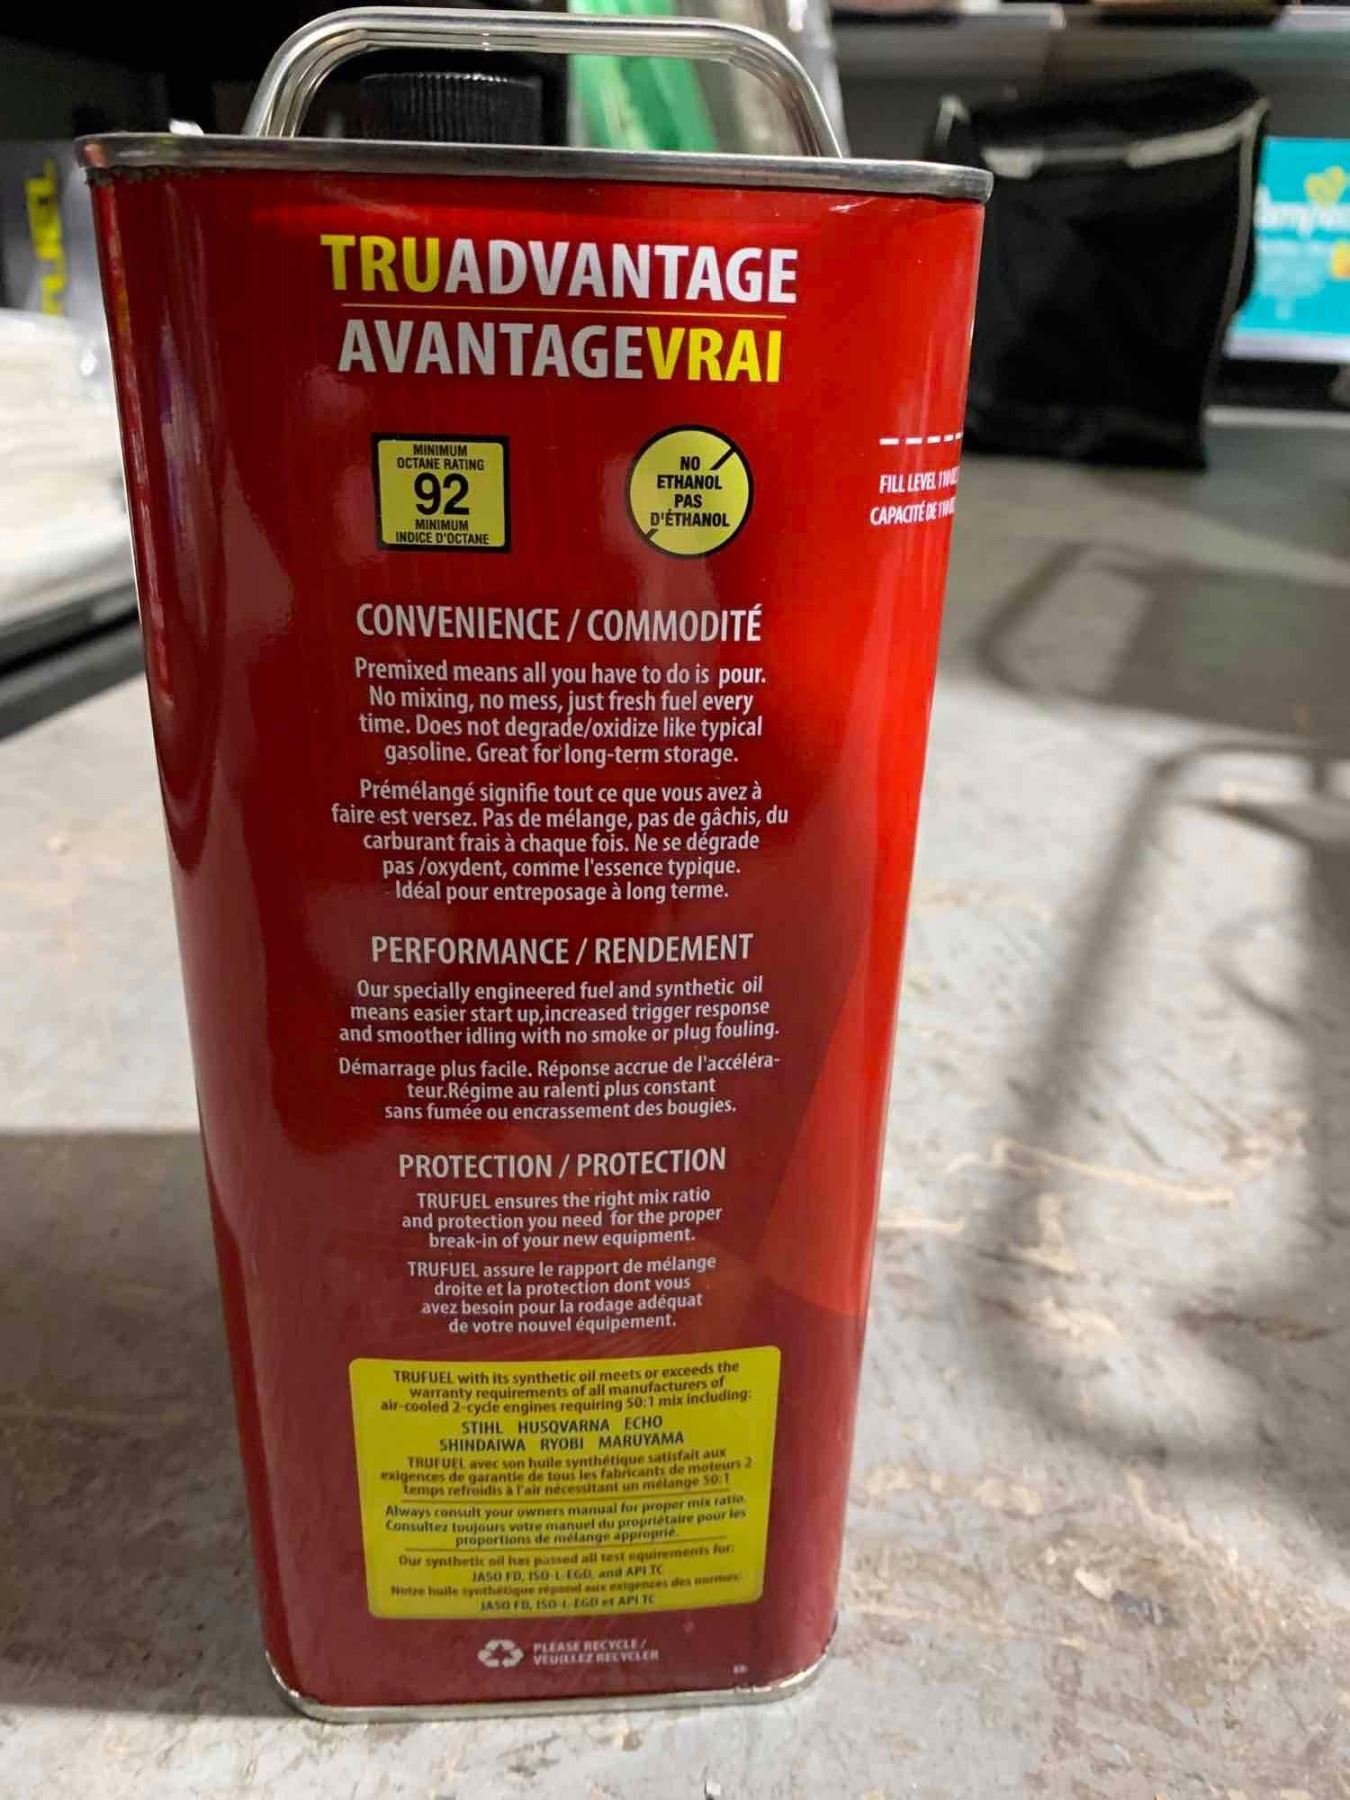 TRUADVANTAGE
AVANTAGEVRAI
MINIMUM
OCTANE RATING
92
MINIMUM
INDICE D'OCTANE
NO
ETHANOL
PAS
D'ÉTHANOL
FILL LEVEL 110
CAPACITÉ DE 110
CONVENIENCE / COMMODITÉ
Premixed means all you have to do is pour.
No mixing, no mess, just fresh fuel every
time. Does not degrade/oxidize like typical
gasoline. Great for long-term storage.
Prémélangé signifie tout ce que vous avez à
faire est versez. Pas de mélange, pas de gâchis, du
carburant frais à chaque fois. Ne se dégrade
pas /oxydent, comme l'essence typique.
Idéal pour entreposage à long terme.
PERFORMANCE / RENDEMENT
Our specially engineered fuel and synthetic oil
means easier start up,increased trigger response
and smoother idling with no smoke or plug fouling.
Démarrage plus facile. Réponse accrue de l'accéléra-
teur.Régime au ralenti plus constant
sans fumée ou encrassement des bougies.
PROTECTION / PROTECTION
TRUFUEL ensures the right mix ratio
and protection you need for the proper
break-in of your new equipment.
TRUFUEL assure le rapport de mélange
droite et la protection dont vous
avez besoin pour la rodage adéquat
de votre nouvel équipement.
TRUFUEL with its synthetic oil meets or exceeds the
warranty requirements of all manufacturers of
air-cooled 2-cycle engines requiring 50:1 mix including:
STIHL HUSQVARNA ECHO
SHINDAIWA RYOBI MARUYAMA
TRUFUEL avec son huile synthétique satisfait aux
exigences de garantie de tous les fabricants de moteurs 2
temps refroidis à l'air nécessitant un mélange 50:1
Always consult your owners manual for proper mix ratio.
Consultez toujours votre manuel du propriétaire pour les
proportions de mélange approprié.
Our synthetic oil has passed all test equirements for:
JASO FD, ISO-L-EGD, and API TC
Notre huile synthétique répond aux exigences des normes:
JASO FD, ISO-L-EGD et API TC
PLEASE RECYCLE /
VEUILLEZ RECYCLER